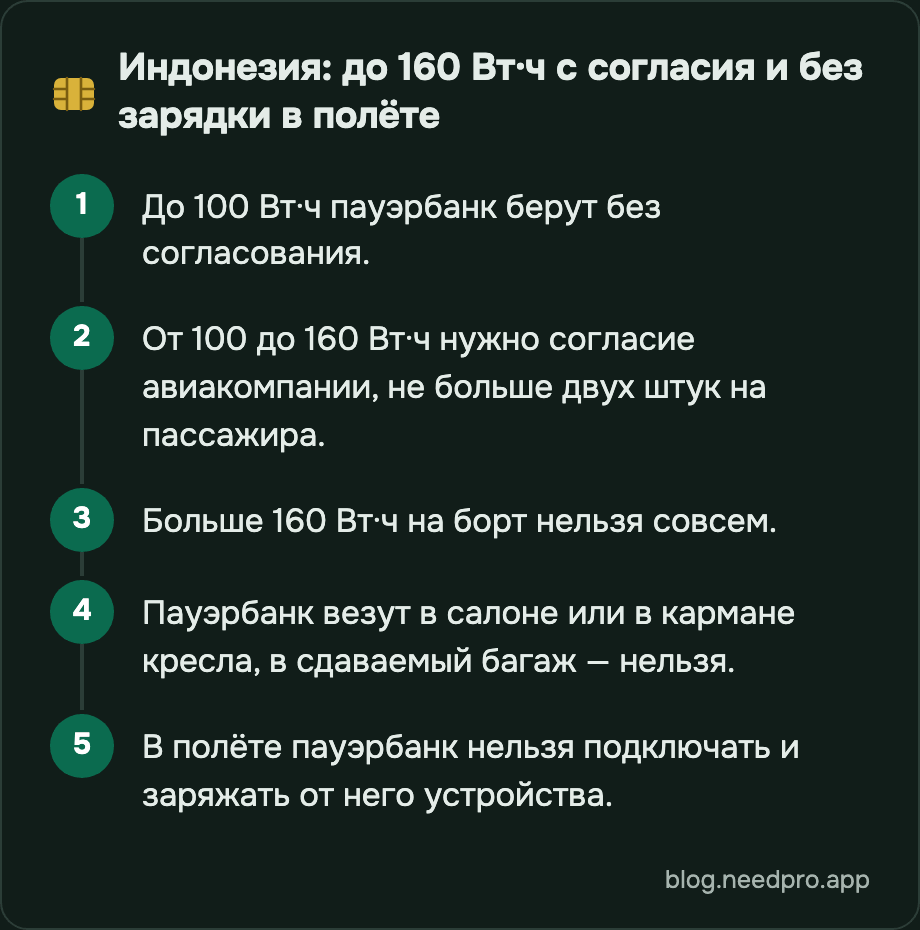 Индонезия: до 160 Вт·ч с согласия и без
зарядки в полёте
1
До 100 Вт·ч пауэрбанк берут без
согласования.
2
От 100 до 160 Вт·ч нужно согласие
авиакомпании, не больше двух штук на
пассажира.
3
Больше 160 Вт·ч на борт нельзя совсем.
4
Пауэрбанк везут в салоне или в кармане
кресла, в сдаваемый багаж — нельзя.
5
В полёте пауэрбанк нельзя подключать и
заряжать от него устройства.
blog.needpro.app